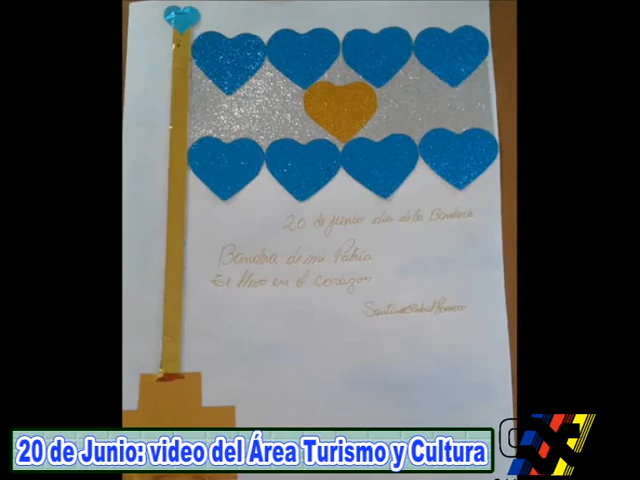 20 de junio dia de la Bandera
Bandera de mi Patria
Te llevo en el corazon
20 de Junio: video del Área Turismo y Cultura